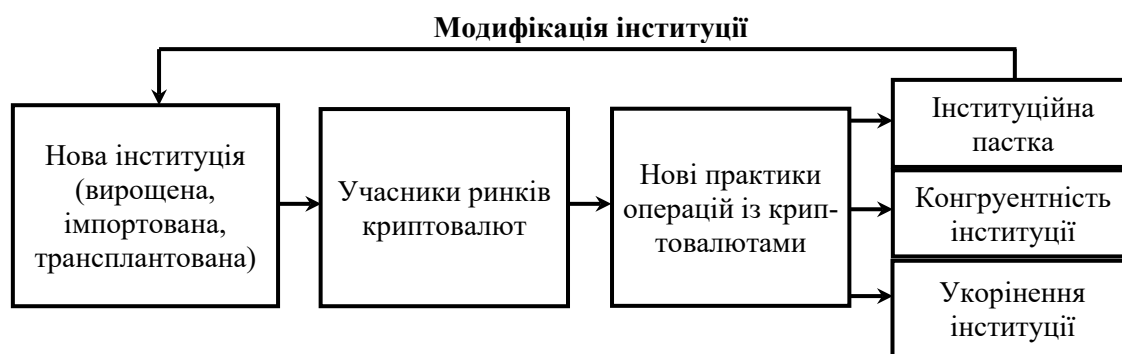 Модифікація інституції
Нова інституція
(вирощена,
імпортована,
трансплантована)
Учасники ринків
криптовалют
Нові практики
операцій із крип-
товалютами
Інституційна
пастка
Конгруентність
інституції
Укорінення
інституції